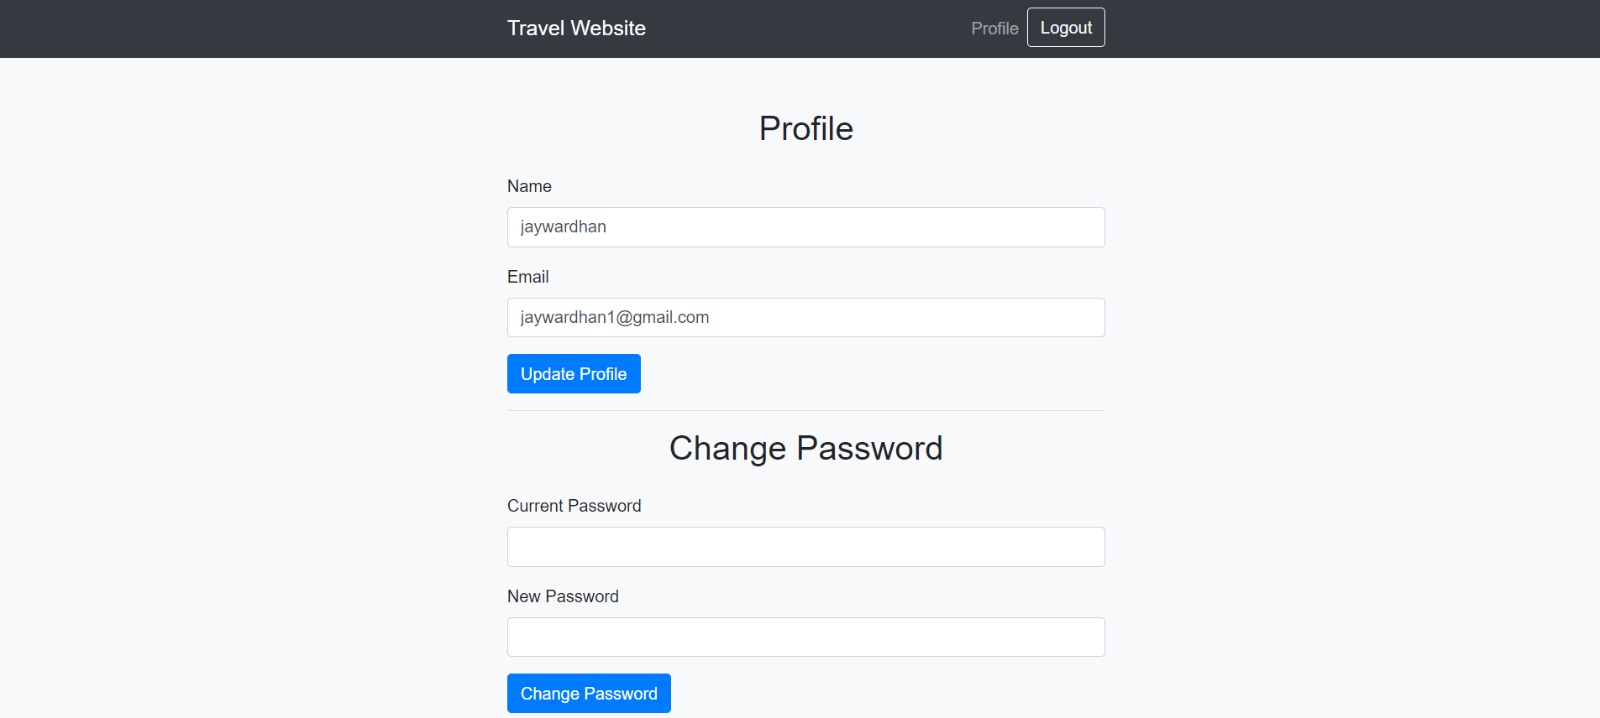 Travel Website Profile Logout
Profile
Name
jaywardhan
Email
jaywardhan1@gmail.com
Update Profile
Change Password
Current Password
New Password
Change Password